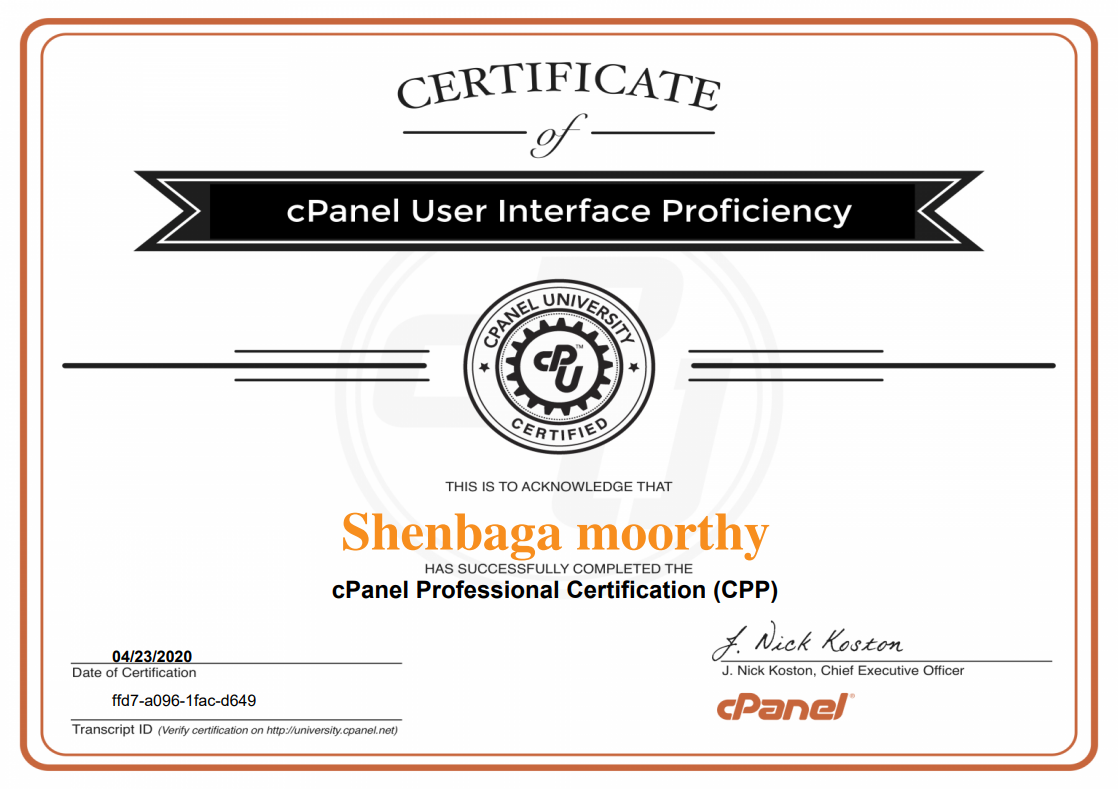 CERTIFICATE
of
cPanel User Interface Proficiency
CPANEL UNIVERSITY
cPU™
CERTIFIED
THIS IS TO ACKNOWLEDGE THAT
Shenbaga moorthy
HAS SUCCESSFULLY COMPLETED THE
cPanel Professional Certification (CPP)
04/23/2020
Date of Certification
ffd7-a096-1fac-d649
Transcript ID (Verify certification on http://university.cpanel.net)
J. Nick Koston
J. Nick Koston, Chief Executive Officer
cPanel®